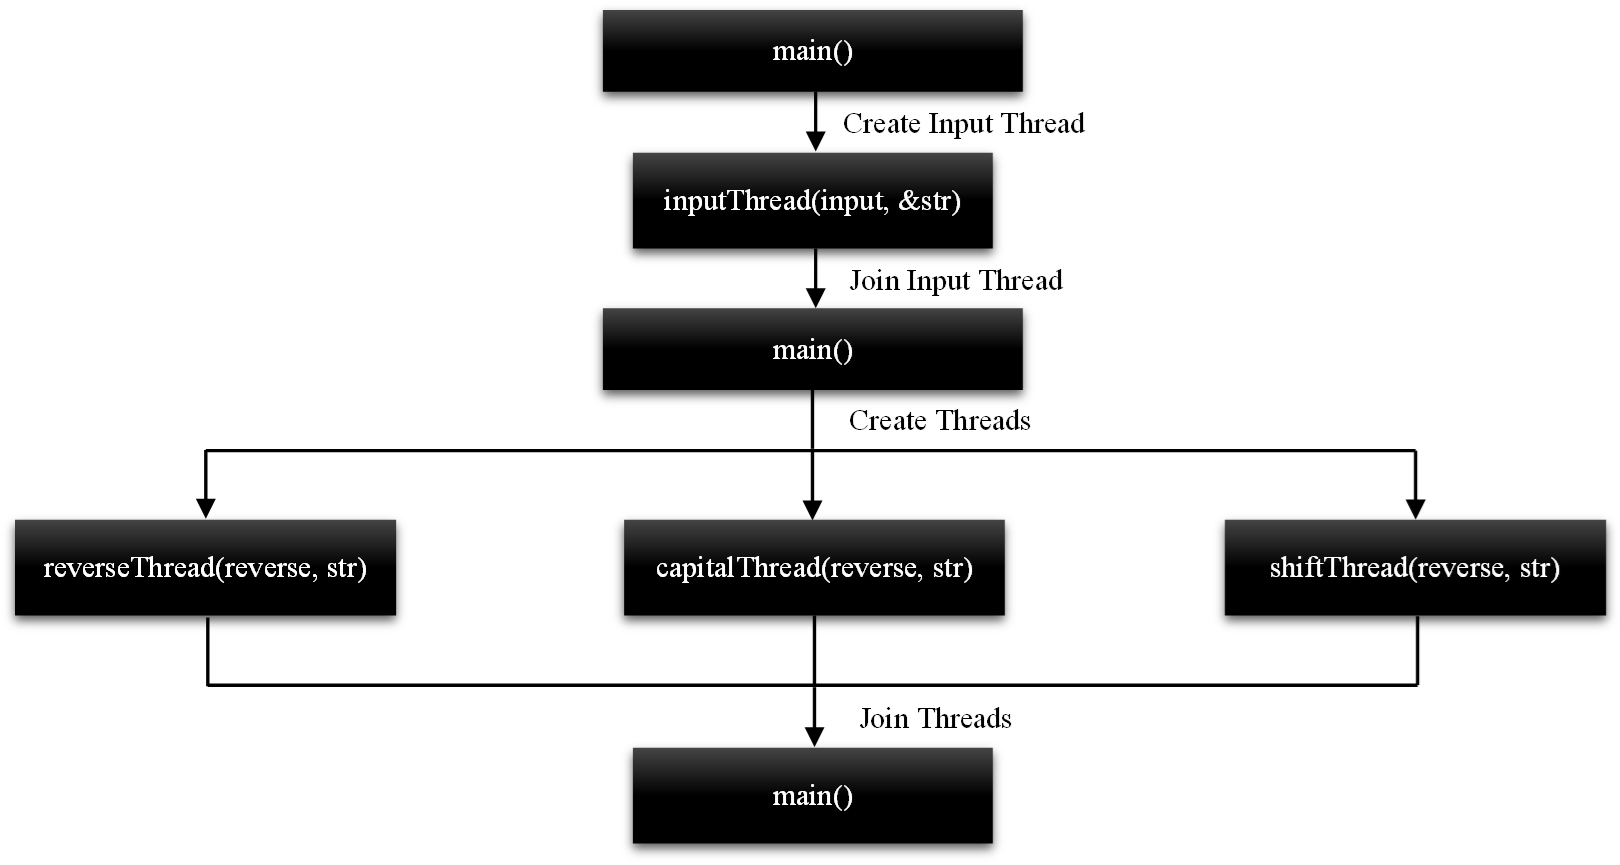 main()
Create Input Thread
inputThread(input, &str)
Join Input Thread
main()
Create Threads
reverseThread(reverse, str)
capitalThread(reverse, str)
shiftThread(reverse, str)
Join Threads
main()